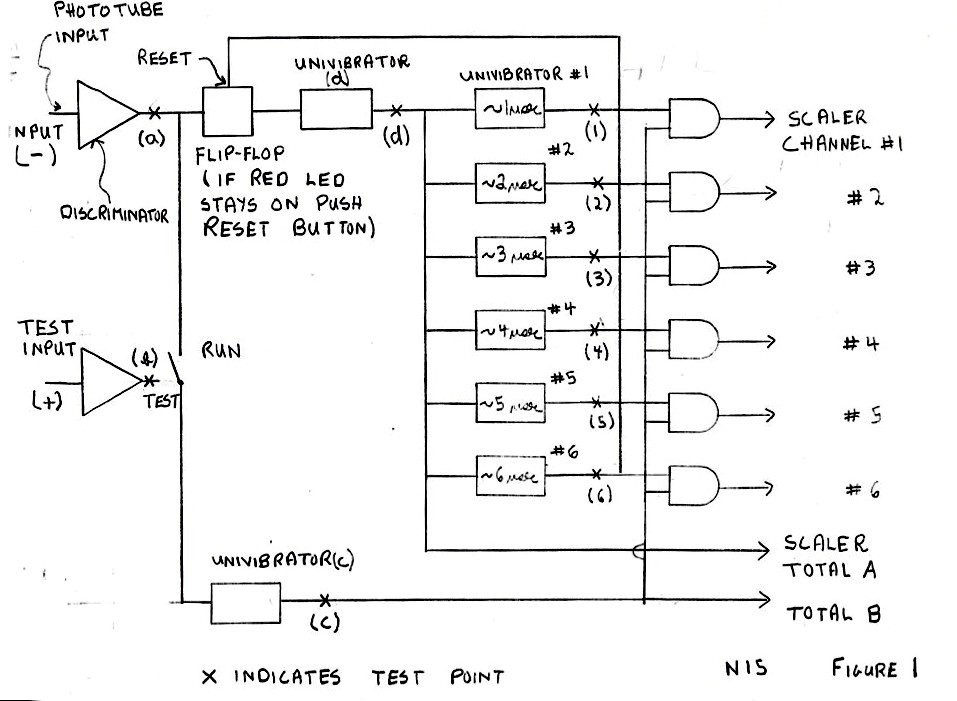 PHOTOTUBE
INPUT
RESET
UNIVIBRATOR
(d)
UNIVIBRATOR #1
INPUT
(-)
(a)
(d)
~1µsec
(1)
SCALER
CHANNEL #1
DISCRIMINATOR
FLIP-FLOP
(IF RED LED
STAYS ON PUSH
RESET BUTTON)
#2
~2µsec
(2)
#2
#3
~3µsec
(3)
#3
TEST
INPUT
(+)
(b)
TEST
RUN
#4
~4µsec
(4)
#4
#5
~5µsec
(5)
#5
#6
~6µsec
(6)
#6
SCALER
TOTAL A
UNIVIBRATOR(c)
(c)
TOTAL B
X INDICATES TEST POINT
N15 FIGURE 1